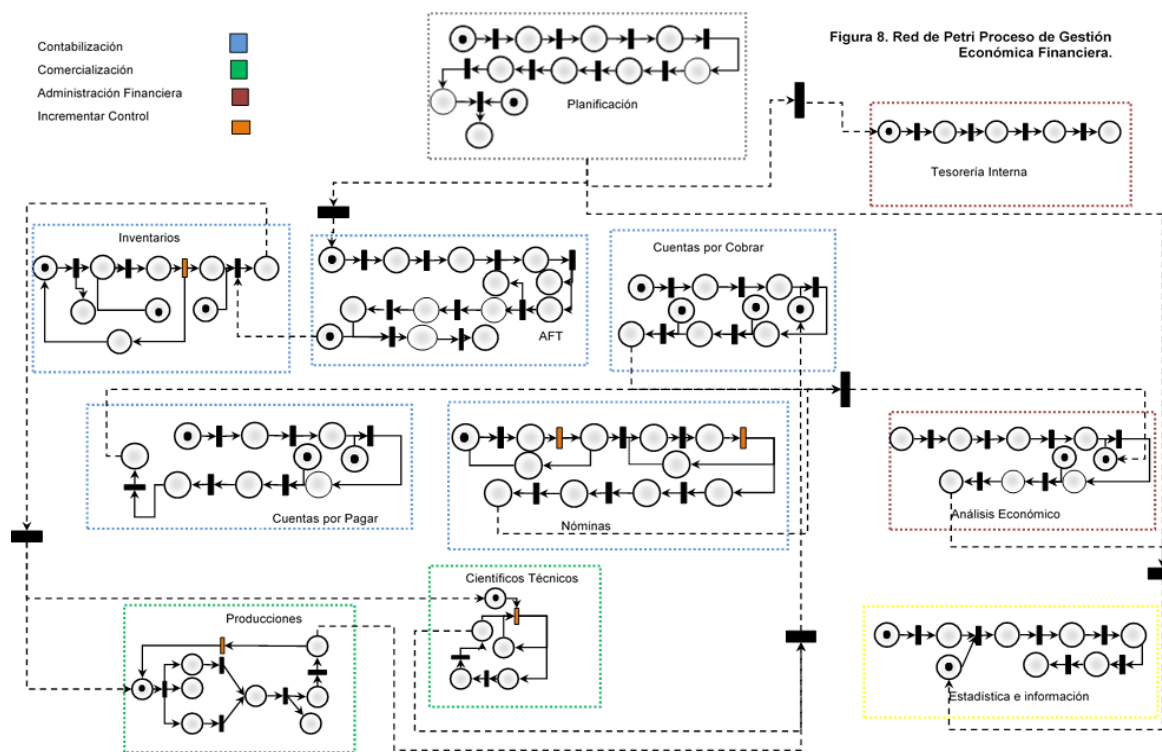 Contabilización
Comercialización
Administración Financiera
Incrementar Control
Figura 8. Red de Petri Proceso de Gestión
Económica Financiera.
Planificación
Tesorería Interna
Inventarios
AFT
Cuentas por Cobrar
Cuentas por Pagar
Nóminas
Análisis Económico
Científicos Técnicos
Producciones
Estadística e información